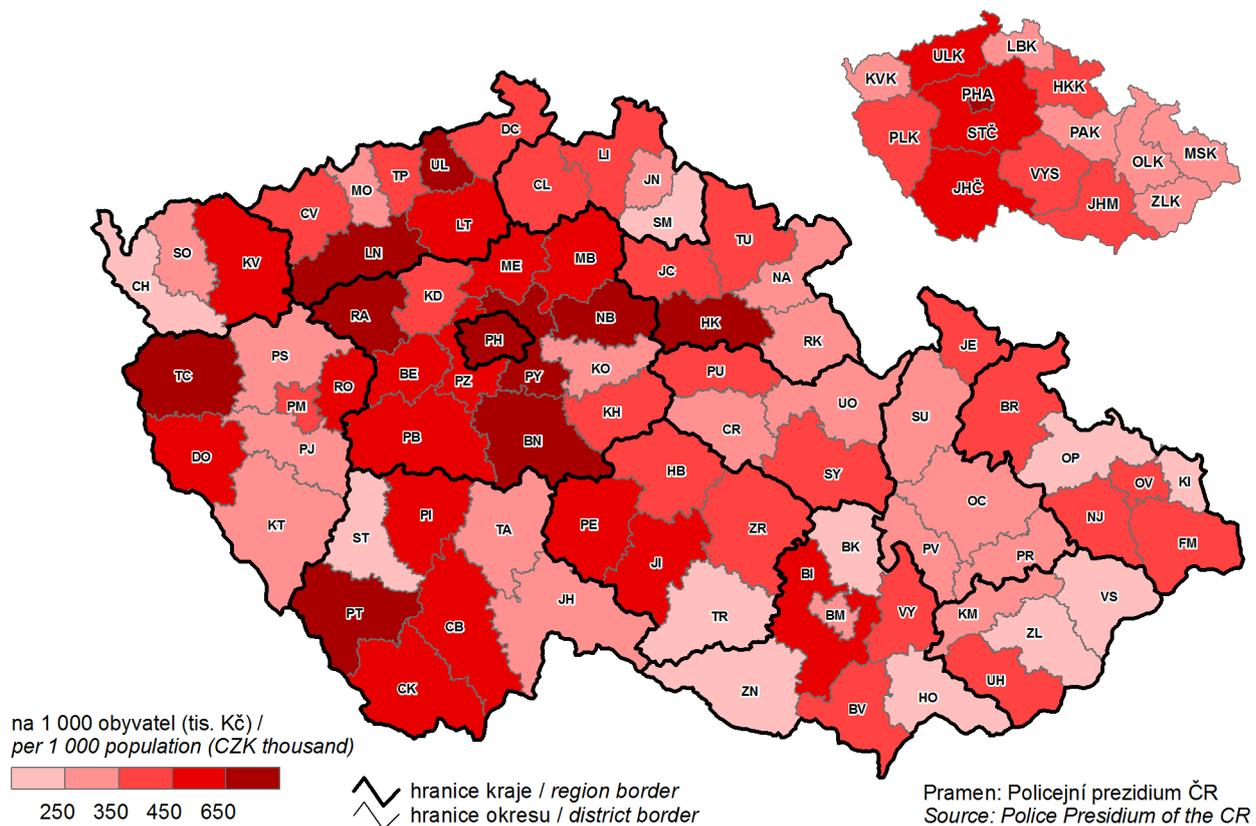 ULK
LBK
KVK
HKK
PHA
PLK
STČ
PAK
MSK
OLK
VYS
JHČ
JHM
ZLK
DC
UL
LI
TP
MO
CL
JN
CV
SM
LT
TU
SO
LN
KV
ME
MB
JC
NA
CH
KD
RA
NB
HK
PH
RK
JE
PS
KO
TC
BE
PZ
PY
PU
RO
PM
UO
BR
KH
SU
CR
PB
BN
PJ
DO
OP
HB
SY
OV
KI
OC
PI
NJ
KT
TA
PE
ZR
ST
FM
BK
PV
PR
JI
BI
VS
JH
PT
TR
BM
VY
KM
CB
ZL
UH
CK
ZN
HO
BV
na 1 000 obyvatel (tis. Kč) /
per 1 000 population (CZK thousand)
250 350 450 650
hranice kraje / region border
hranice okresu / district border
Pramen: Policejní prezidium ČR
Source: Police Presidium of the CR